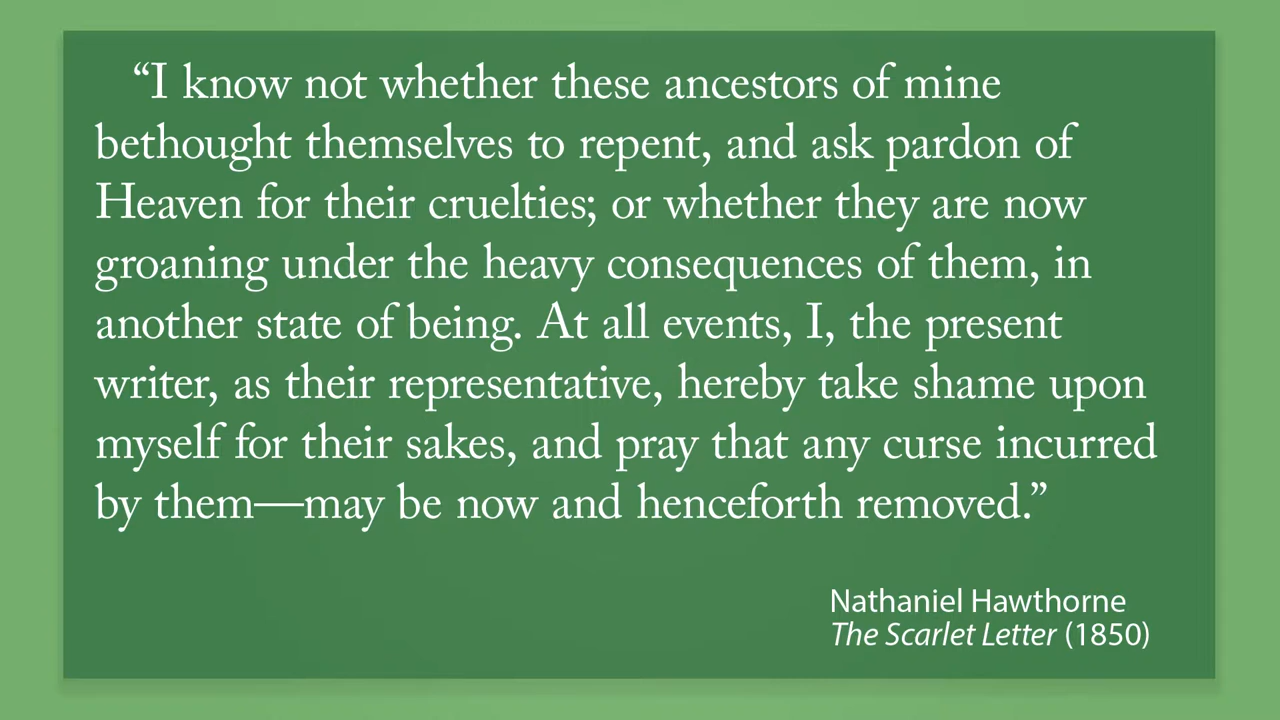 “I know not whether these ancestors of mine
bethought themselves to repent, and ask pardon of
Heaven for their cruelties; or whether they are now
groaning under the heavy consequences of them, in
another state of being. At all events, I, the present
writer, as their representative, hereby take shame upon
myself for their sakes, and pray that any curse incurred
by them—may be now and henceforth removed.”
Nathaniel Hawthorne
The Scarlet Letter (1850)